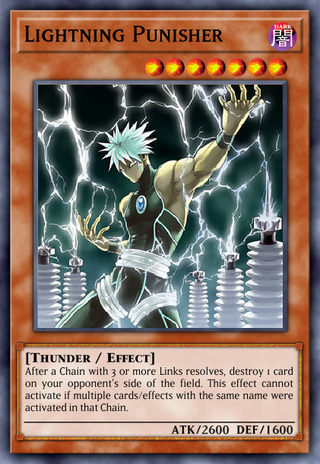 Lightning Punisher
DARK
闇
[Thunder / Effect]
After a Chain with 3 or more Links resolves, destroy 1 card
on your opponent's side of the field. This effect cannot
activate if multiple cards/effects with the same name were
activated in that Chain.
ATK/2600 DEF/1600